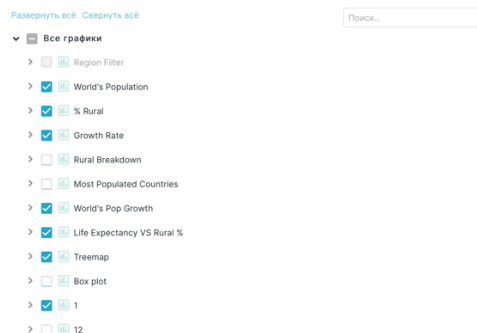 Развернуть всё Свернуть всё
Поиск...
Все графики
Region Filter
World's Population
% Rural
Growth Rate
Rural Breakdown
Most Populated Countries
World's Pop Growth
Life Expectancy VS Rural %
Treemap
Box plot
1
12